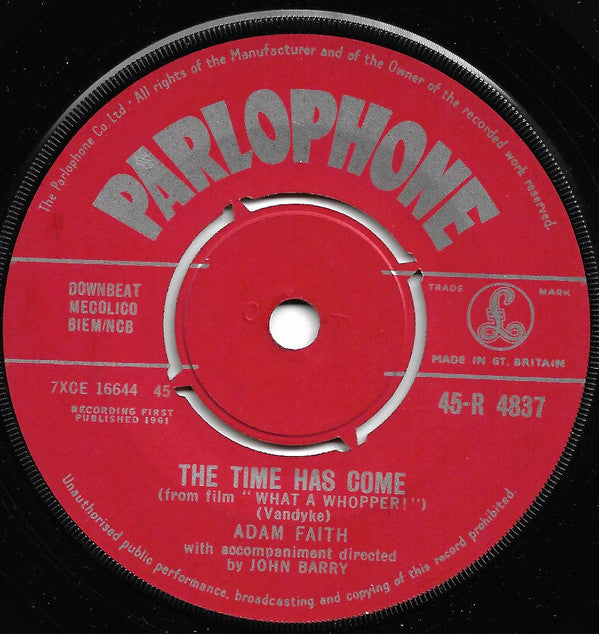 The Parlophone Co. Ltd · All rights of the Manufacturer and of the Owner of the recorded work reserved.
PARLOPHONE
DOWNBEAT
MECOLICO
BIEM/NCB
TRADE MARK
£
MADE IN GT. BRITAIN
7XCE 16644 45
RECORDING FIRST
PUBLISHED 1961
45-R 4837
THE TIME HAS COME
(from film "WHAT A WHOPPER!")
(Vandyke)
ADAM FAITH
with accompaniment directed
by JOHN BARRY
Unauthorised public performance, broadcasting and copying of this record prohibited.